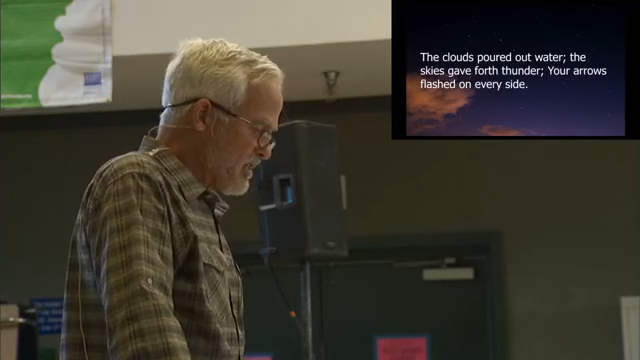 The clouds poured out water; the
skies gave forth thunder; Your arrows
flashed on every side.